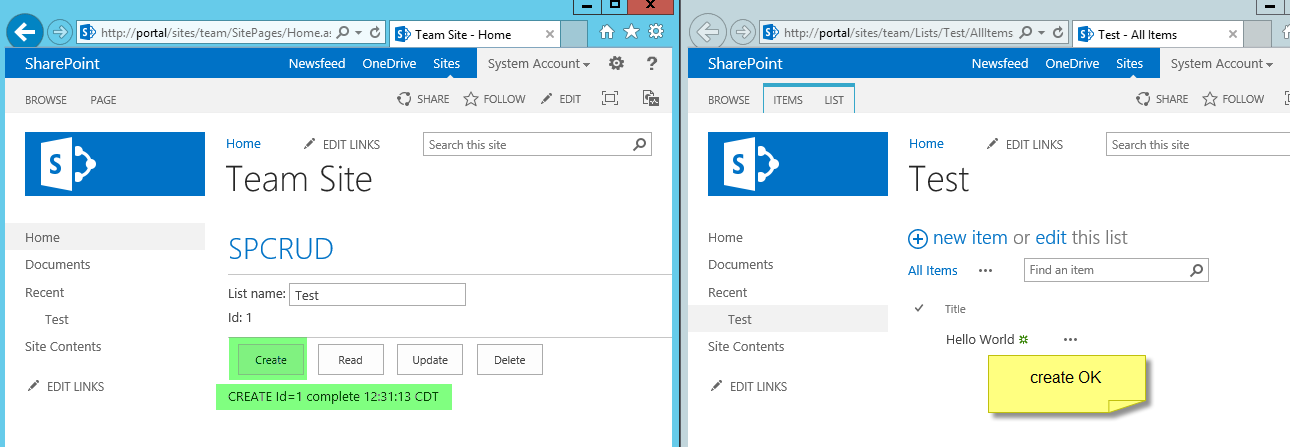 http://portal/sites/team/SitePages/Home.as
Team Site - Home
SharePoint
Newsfeed OneDrive Sites System Account ?
BROWSE PAGE SHARE FOLLOW EDIT
S
Home EDIT LINKS Search this site
Team Site
Home
Documents
Recent
Test
Site Contents
EDIT LINKS
SPCRUD
List name: Test
Id: 1
Create Read Update Delete
CREATE Id=1 complete 12:31:13 CDT
http://portal/sites/team/Lists/Test/AllItems
Test - All Items
SharePoint
Newsfeed OneDrive Sites System Account
BROWSE ITEMS LIST SHARE FOLLOW
S
Home EDIT LINKS Search this site
Test
Home
Documents
Recent
Test
Site Contents
EDIT LINKS
new item or edit this list
All Items ••• Find an item
Title
Hello World •••
create OK